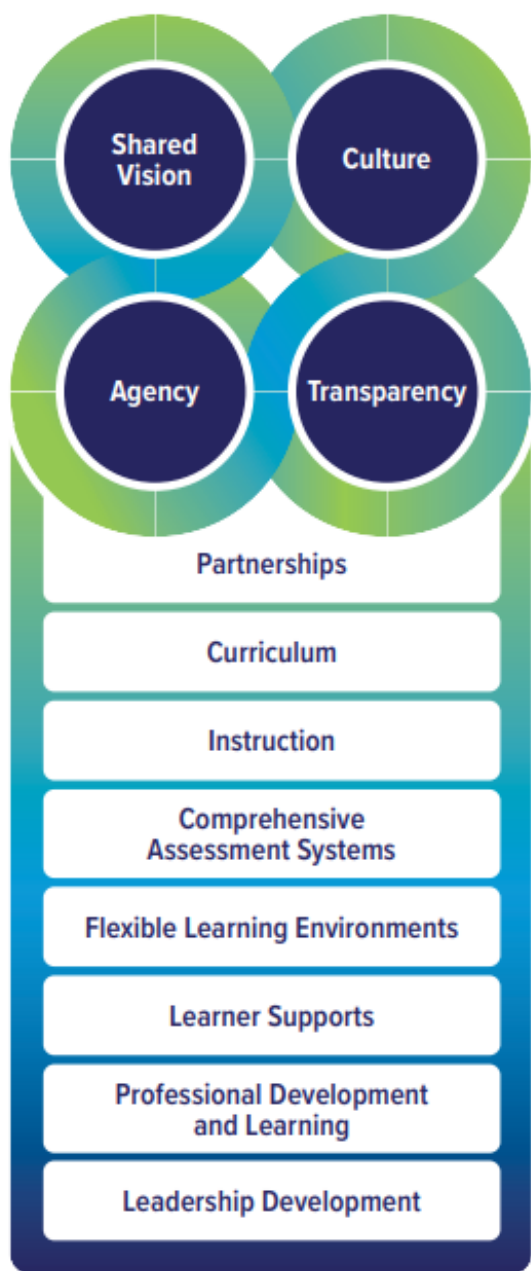 Shared
Vision
Culture
Agency
Transparency
Partnerships
Curriculum
Instruction
Comprehensive
Assessment Systems
Flexible Learning Environments
Learner Supports
Professional Development
and Learning
Leadership Development